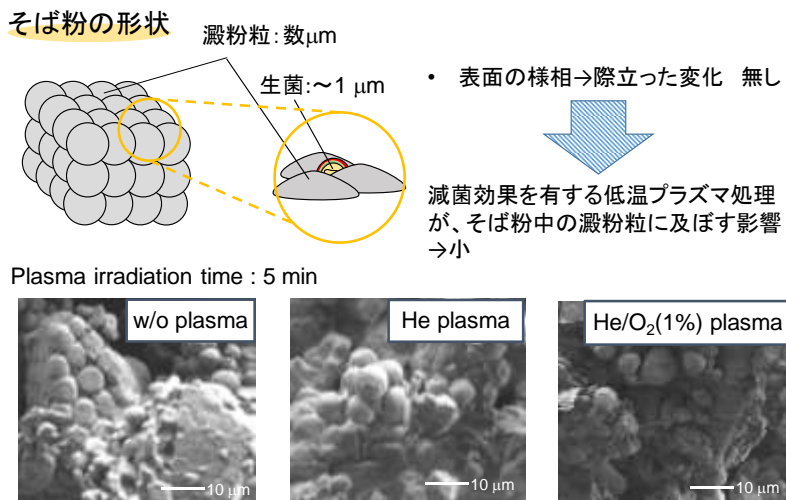 そば粉の形状
澱粉粒：数μm
生菌：～1 μm
• 表面の様相→際立った変化　無し
減菌効果を有する低温プラズマ処理
が、そば粉中の澱粉粒に及ぼす影響
→小
Plasma irradiation time : 5 min
w/o plasma
He plasma
He/O₂(1%) plasma
10 μm
10 μm
10 μm